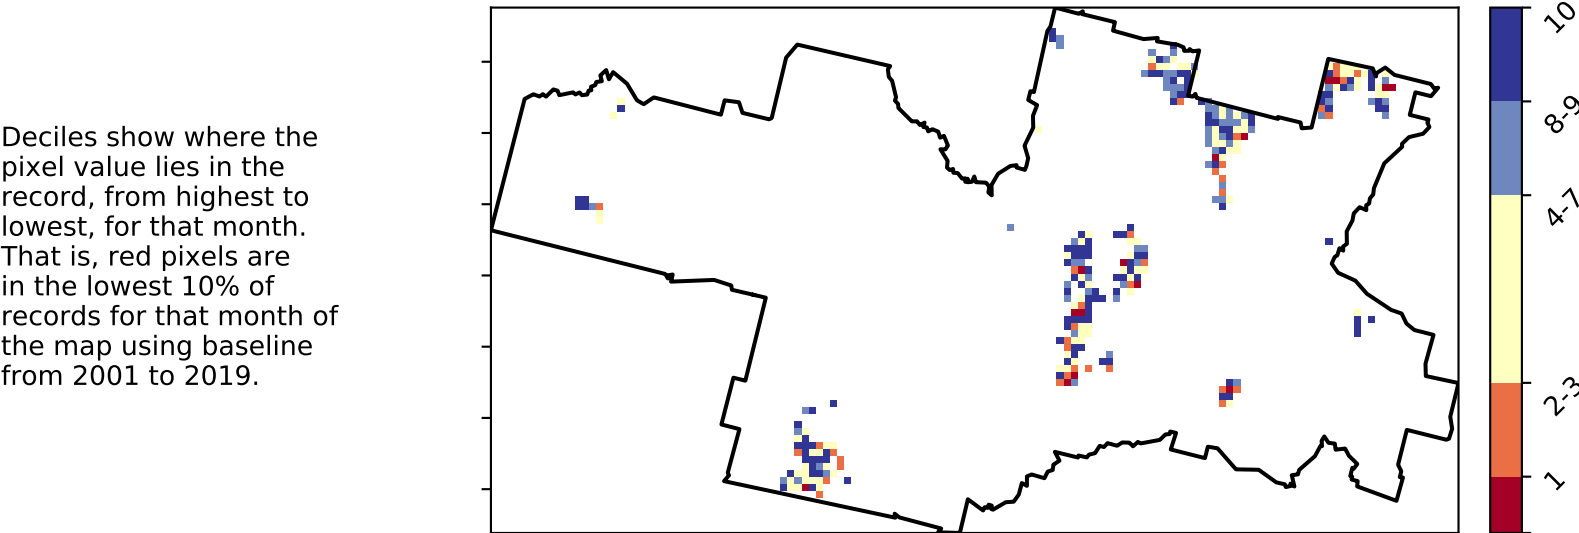 Deciles show where the
pixel value lies in the
record, from highest to
lowest, for that month.
That is, red pixels are
in the lowest 10% of
records for that month of
the map using baseline
from 2001 to 2019.
10
8-9
4-7
2-3
1